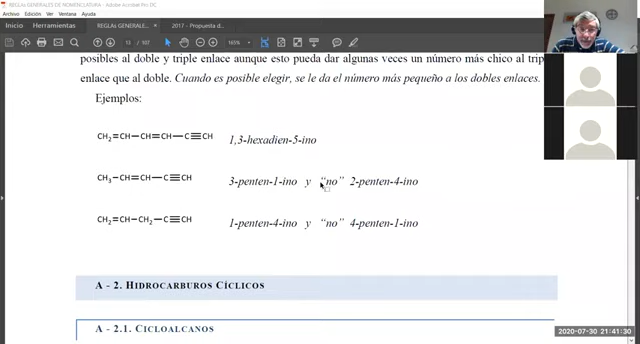 REGLAS GENERALES DE NOMENCLATURA - Adobe Acrobat Pro DC
Archivo Edición Ver Ventana Ayuda
Inicio Herramientas REGLAS GENERALE... 2017 – Propuesta d...
13 / 107 165%
posibles al doble y triple enlace aunque esto pueda dar algunas veces un número más chico al trip
enlace que al doble. Cuando es posible elegir, se le da el número más pequeño a los dobles enlaces.
Ejemplos:
CH₂=CH—CH=CH—C≡CH 1,3-hexadien-5-ino
CH₃—CH=CH—C≡CH 3-penten-1-ino y “no” 2-penten-4-ino
CH₂=CH—CH₂—C≡CH 1-penten-4-ino y “no” 4-penten-1-ino
A - 2. HIDROCARBUROS CÍCLICOS
A - 2.1. CICLOALCANOS
2020-07-30 21:41:30